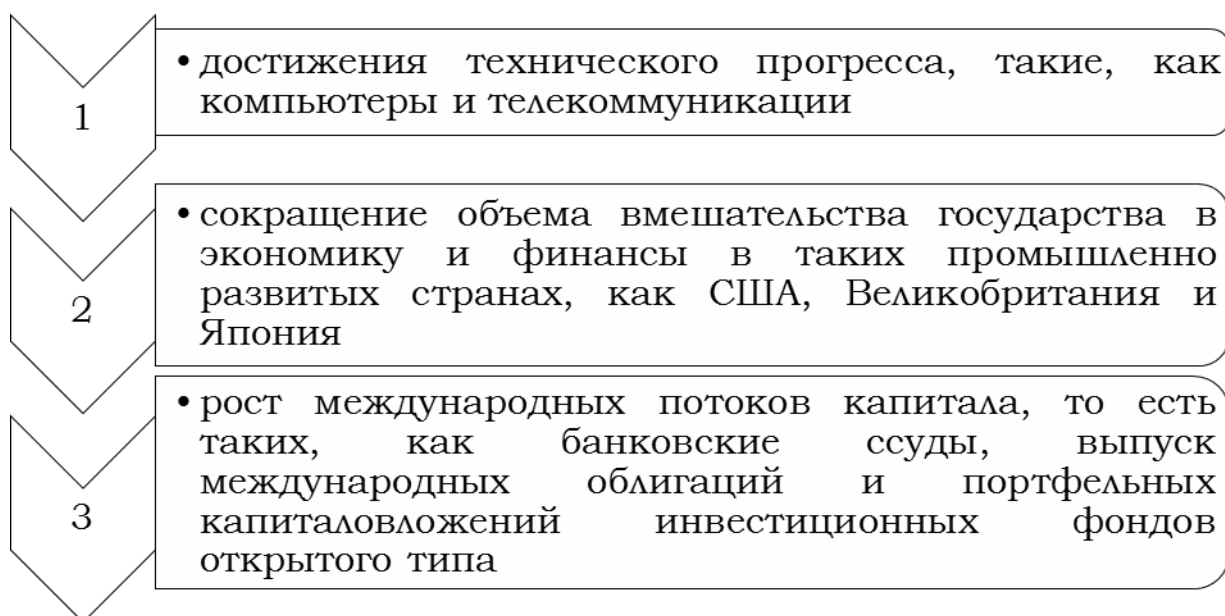 1
• достижения технического прогресса, такие, как
компьютеры и телекоммуникации
2
• сокращение объема вмешательства государства в
экономику и финансы в таких промышленно
развитых странах, как США, Великобритания и
Япония
3
• рост международных потоков капитала, то есть
таких, как банковские ссуды, выпуск
международных облигаций и портфельных
капиталовложений инвестиционных фондов
открытого типа